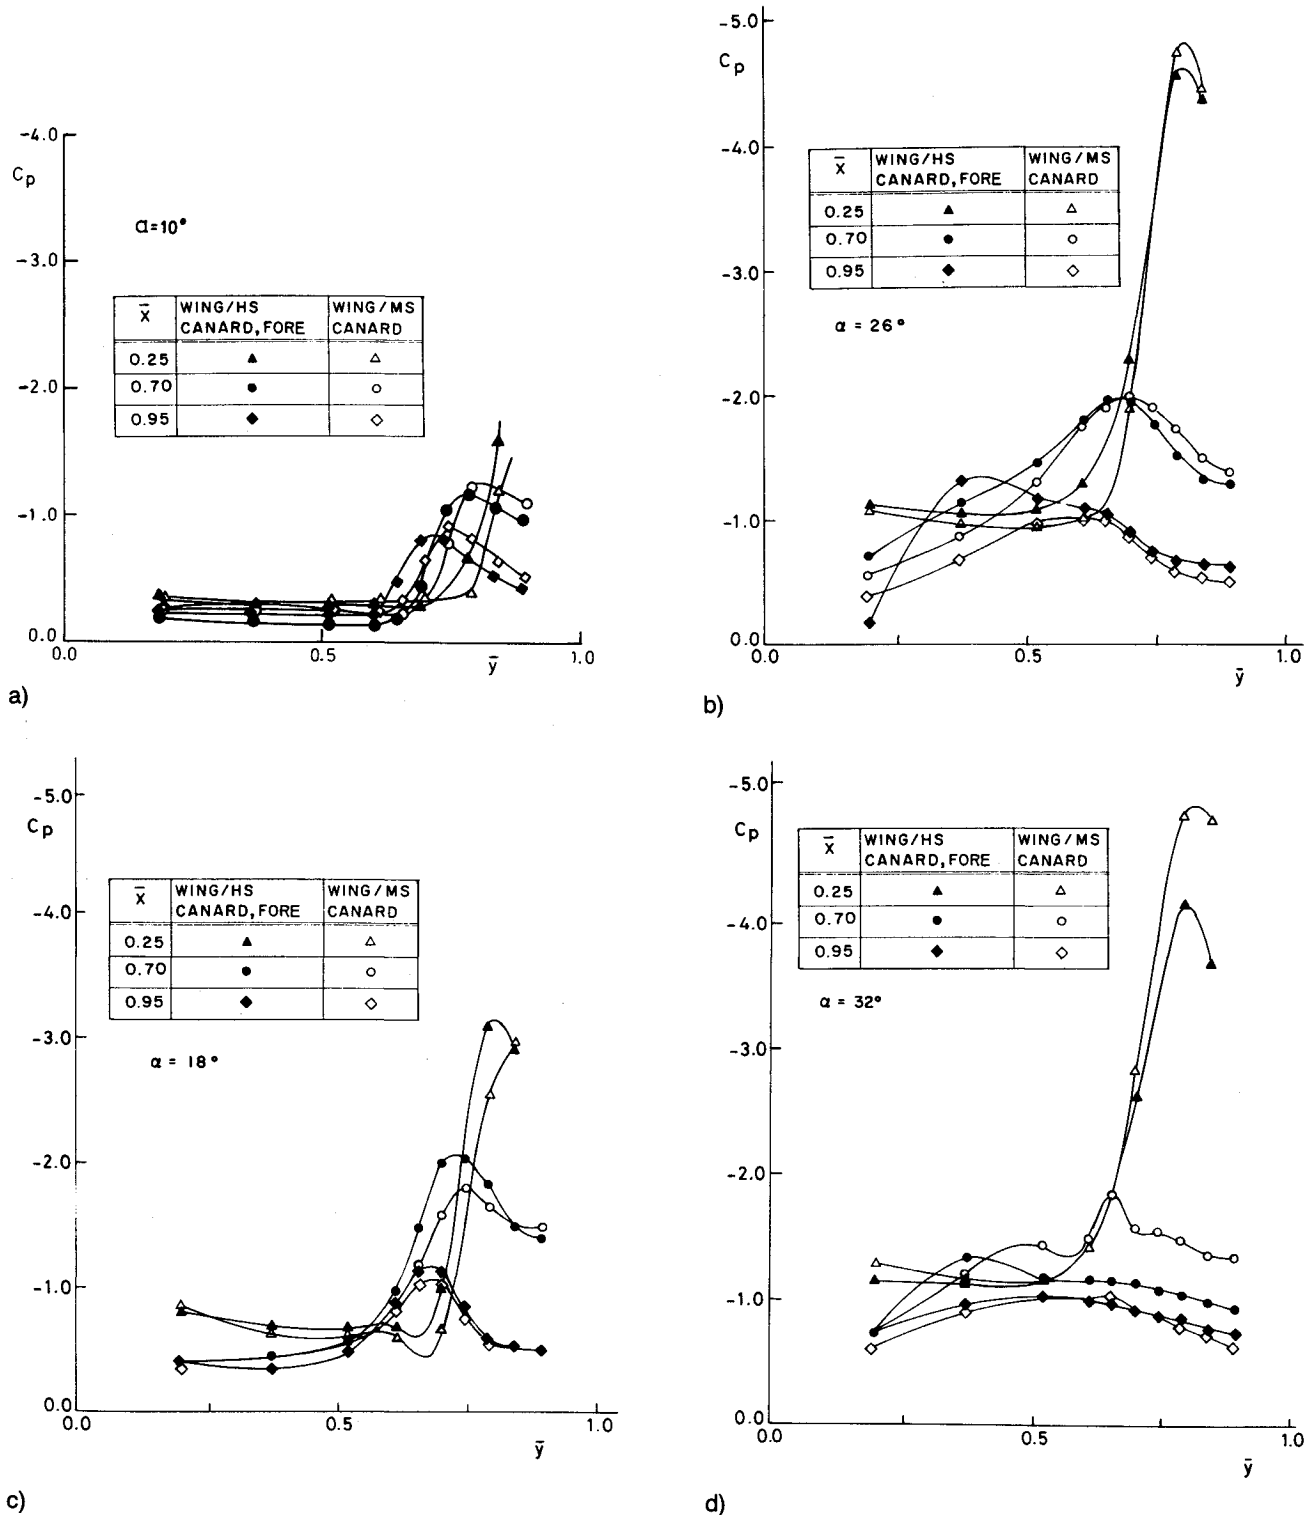 -4.0
Cp
-3.0
-2.0
-1.0
0.0
α=10°
x̄ WING/HS CANARD, FORE WING/MS CANARD
0.25
0.70
0.95
0.0 0.5 1.0
ȳ
a)
-5.0
Cp
-4.0
-3.0
-2.0
-1.0
0.0
x̄ WING/HS CANARD, FORE WING/MS CANARD
0.25
0.70
0.95
α = 26°
0.0 0.5 1.0
ȳ
b)
-5.0
Cp
-4.0
-3.0
-2.0
-1.0
0.0
x̄ WING/HS CANARD, FORE WING/MS CANARD
0.25
0.70
0.95
α = 18°
0.0 0.5 1.0
ȳ
c)
-5.0
Cp
-4.0
-3.0
-2.0
-1.0
0.0
x̄ WING/HS CANARD, FORE WING/MS CANARD
0.25
0.70
0.95
α = 32°
0.0 0.5 1.0
ȳ
d)